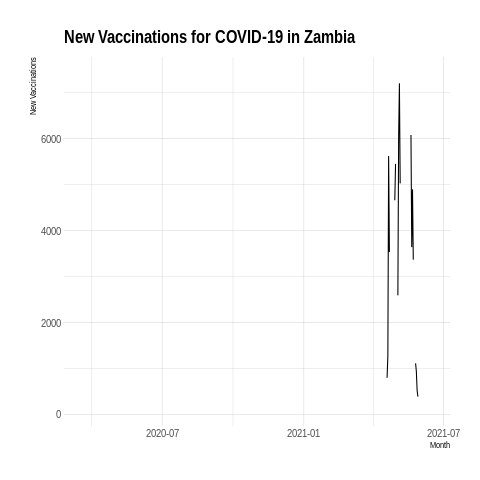 New Vaccinations for COVID-19 in Zambia
New Vaccinations
6000
4000
2000
0
2020-07
2021-01
2021-07
Month